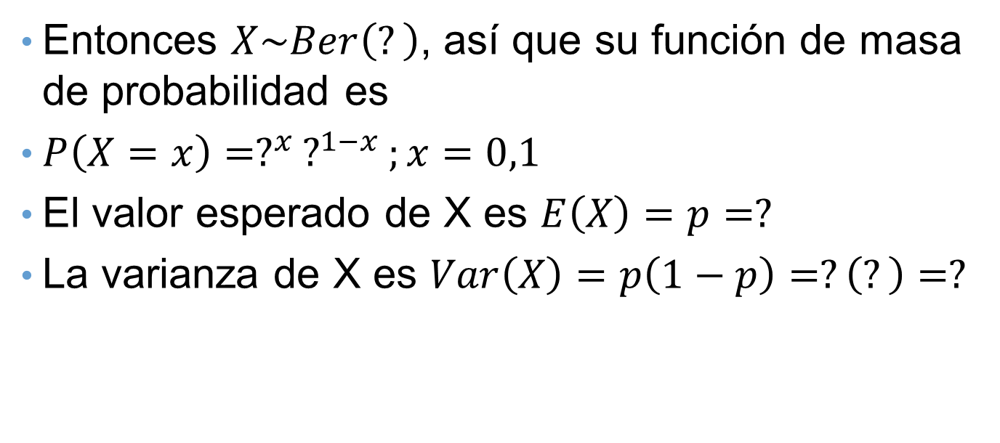 • Entonces 𝑋~𝐵𝑒𝑟(? ), así que su función de masa
de probabilidad es
• 𝑃(𝑋 = 𝑥) =?ˣ ?¹⁻ˣ ; 𝑥 = 0,1
• El valor esperado de X es 𝐸(𝑋) = 𝑝 =?
• La varianza de X es 𝑉𝑎𝑟(𝑋) = 𝑝(1 − 𝑝) =? (? ) =?